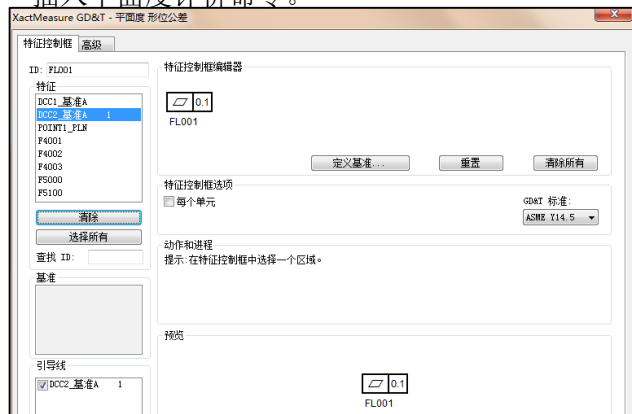 插入平面度评价命令。
XactMeasure GD&T - 平面度 形位公差
特征控制框 高级
ID: FL001
特征
DCC1_基准A
DCC2_基准A 1
POINT1_PLN
F4001
F4002
F4003
F5000
F5100
清除
选择所有
查找 ID:
基准
引导线
DCC2_基准A 1
特征控制框编辑器
0.1
FL001
定义基准... 重置 清除所有
特征控制框选项
每个单元
GD&T 标准:
ASME Y14.5
动作和进程
提示:在特征控制框中选择一个区域。
预览
0.1
FL001